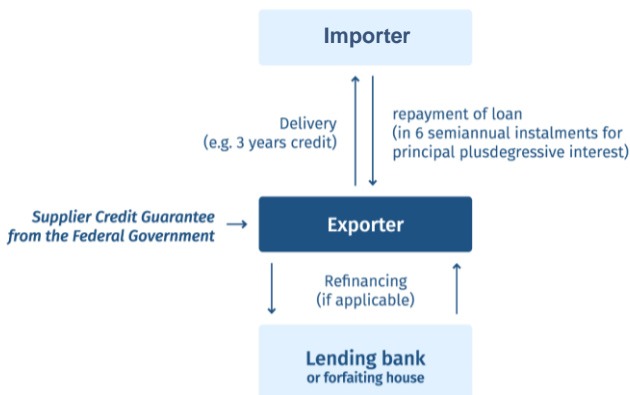 Importer
Delivery
(e.g. 3 years credit)
repayment of loan
(in 6 semiannual instalments for
principal plusdegressive interest)
Supplier Credit Guarantee
from the Federal Government
Exporter
Refinancing
(if applicable)
Lending bank
or forfaiting house